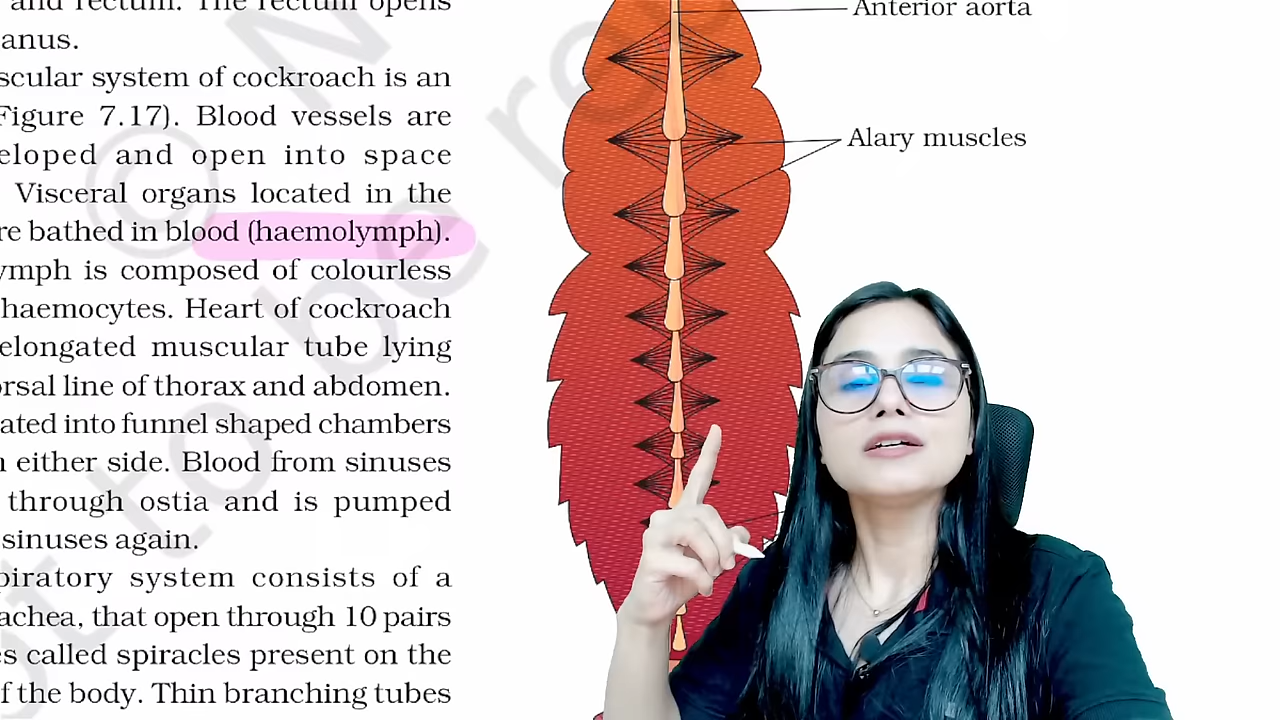 and rectum. The rectum opens
anus.
scular system of cockroach is an
Figure 7.17). Blood vessels are
eloped and open into space
Visceral organs located in the
re bathed in blood (haemolymph).
ymph is composed of colourless
haemocytes. Heart of cockroach
elongated muscular tube lying
orsal line of thorax and abdomen.
ated into funnel shaped chambers
n either side. Blood from sinuses
through ostia and is pumped
sinuses again.
piratory system consists of a
achea, that open through 10 pairs
es called spiracles present on the
f the body. Thin branching tubes
Anterior aorta
Alary muscles